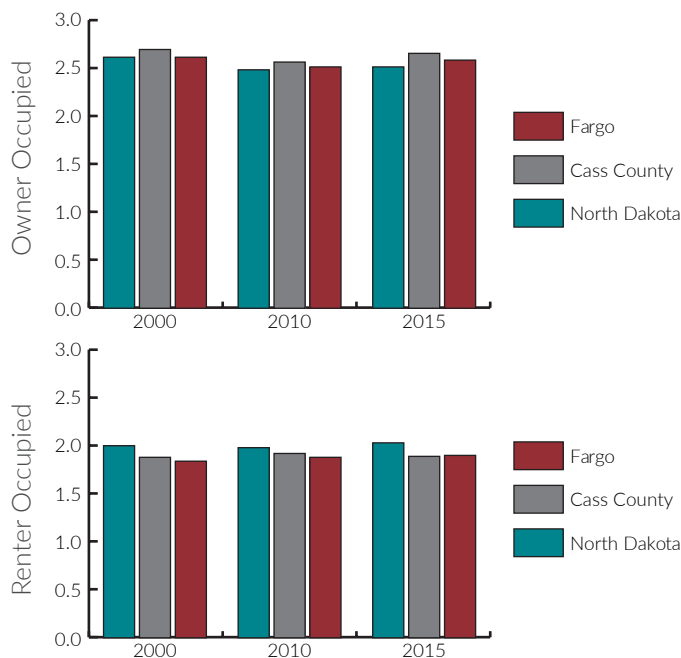 Owner Occupied
3.0
2.5
2.0
1.5
1.0
0.5
0.0
2000 2010 2015
Fargo
Cass County
North Dakota
Renter Occupied
3.0
2.5
2.0
1.5
1.0
0.5
0.0
2000 2010 2015
Fargo
Cass County
North Dakota